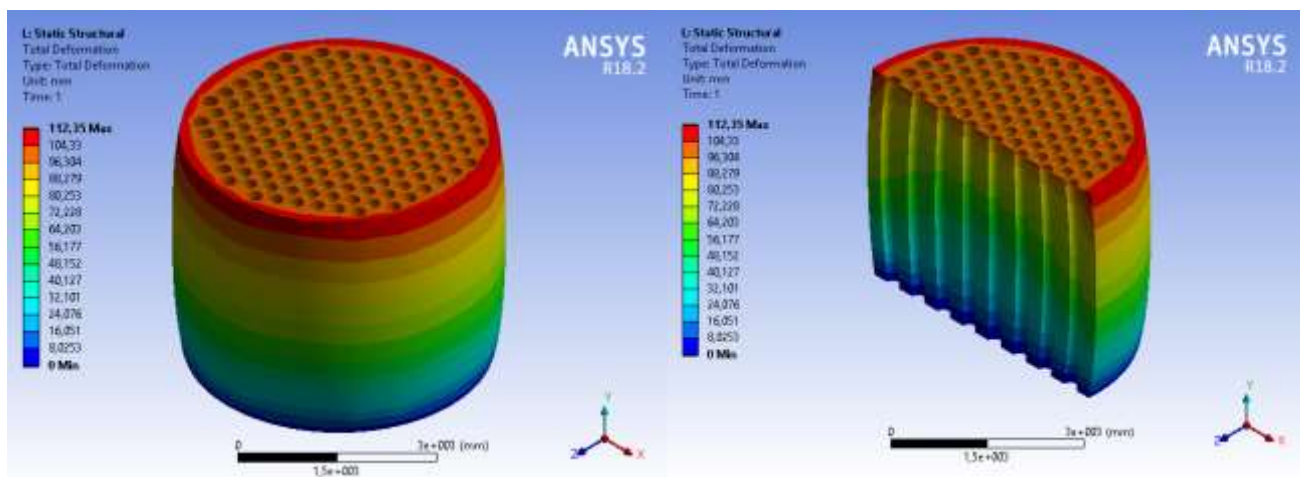 L: Static Structural
Total Deformation
Type: Total Deformation
Unit: mm
Time: 1
112,35 Max
104,33
96,304
88,279
80,253
72,228
64,203
56,177
48,152
40,127
32,101
24,076
16,051
8,0253
0 Min
ANSYS
R18.2
0
3e+003 (mm)
1,5e+003
Y
Z
X
L: Static Structural
Total Deformation
Type: Total Deformation
Unit: mm
Time: 1
112,35 Max
104,33
96,304
88,279
80,253
72,228
64,203
56,177
48,152
40,127
32,101
24,076
16,051
8,0253
0 Min
ANSYS
R18.2
0
3e+003 (mm)
1,5e+003
Y
Z
X